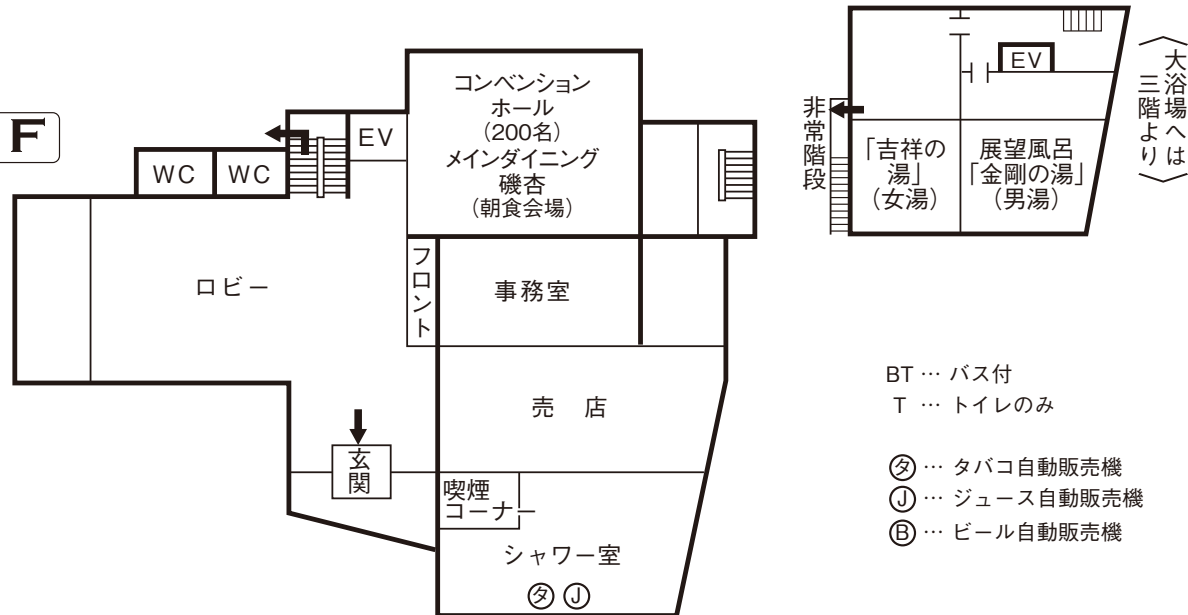 F
WC
WC
EV
コンベンション
ホール
(200名)
メインダイニング
磯杏
(朝食会場)
ロビー
フロント
事務室
売 店
玄関
喫煙
コーナー
シャワー室
タ J
EV
非常階段
「吉祥の
湯」
(女湯)
展望風呂
「金剛の湯」
(男湯)
〈大浴場へは
三階より〉
BT … バス付
T … トイレのみ
タ … タバコ自動販売機
J … ジュース自動販売機
B … ビール自動販売機